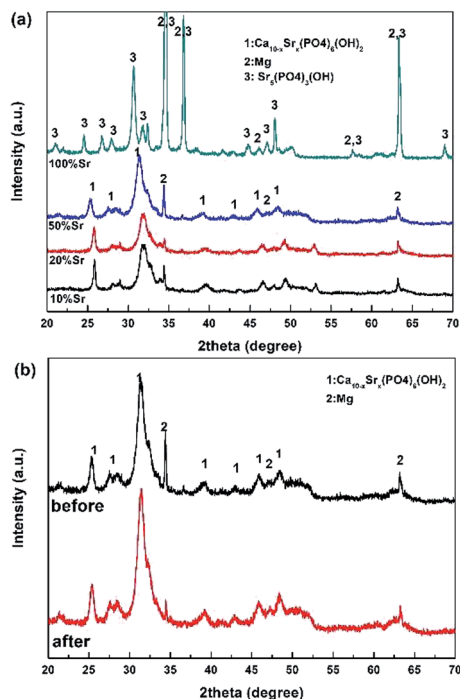 (a)
1:Ca10-xSrx(PO4)6(OH)2
2:Mg
3: Sr5(PO4)3(OH)
2,3 3 2,3
3
3 3 3 3 3 3 3 2 3 3 2,3 3
100%Sr
1 1 1 2 1 1 1 2 1 2
50%Sr
20%Sr
10%Sr
Intensity (a.u.)
20 25 30 35 40 45 50 55 60 65 70
2theta (degree)
(b)
1:Ca10-xSrx(PO4)6(OH)2
2:Mg
1 1 1 2 1 1 1 2 1 2
before
after
Intensity (a.u.)
20 25 30 35 40 45 50 55 60 65 70
2theta (degree)